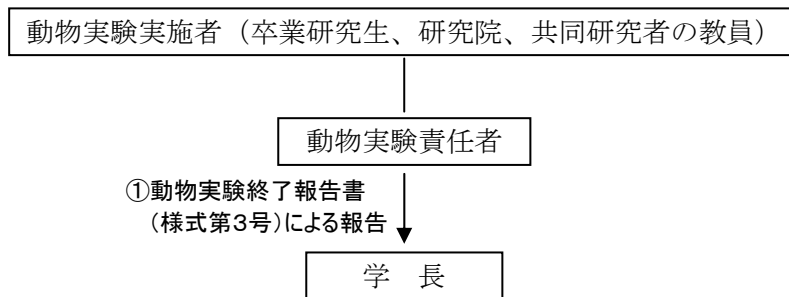 動物実験実施者（卒業研究生、研究院、共同研究者の教員）
動物実験責任者
①動物実験終了報告書
（様式第3号）による報告
学　長